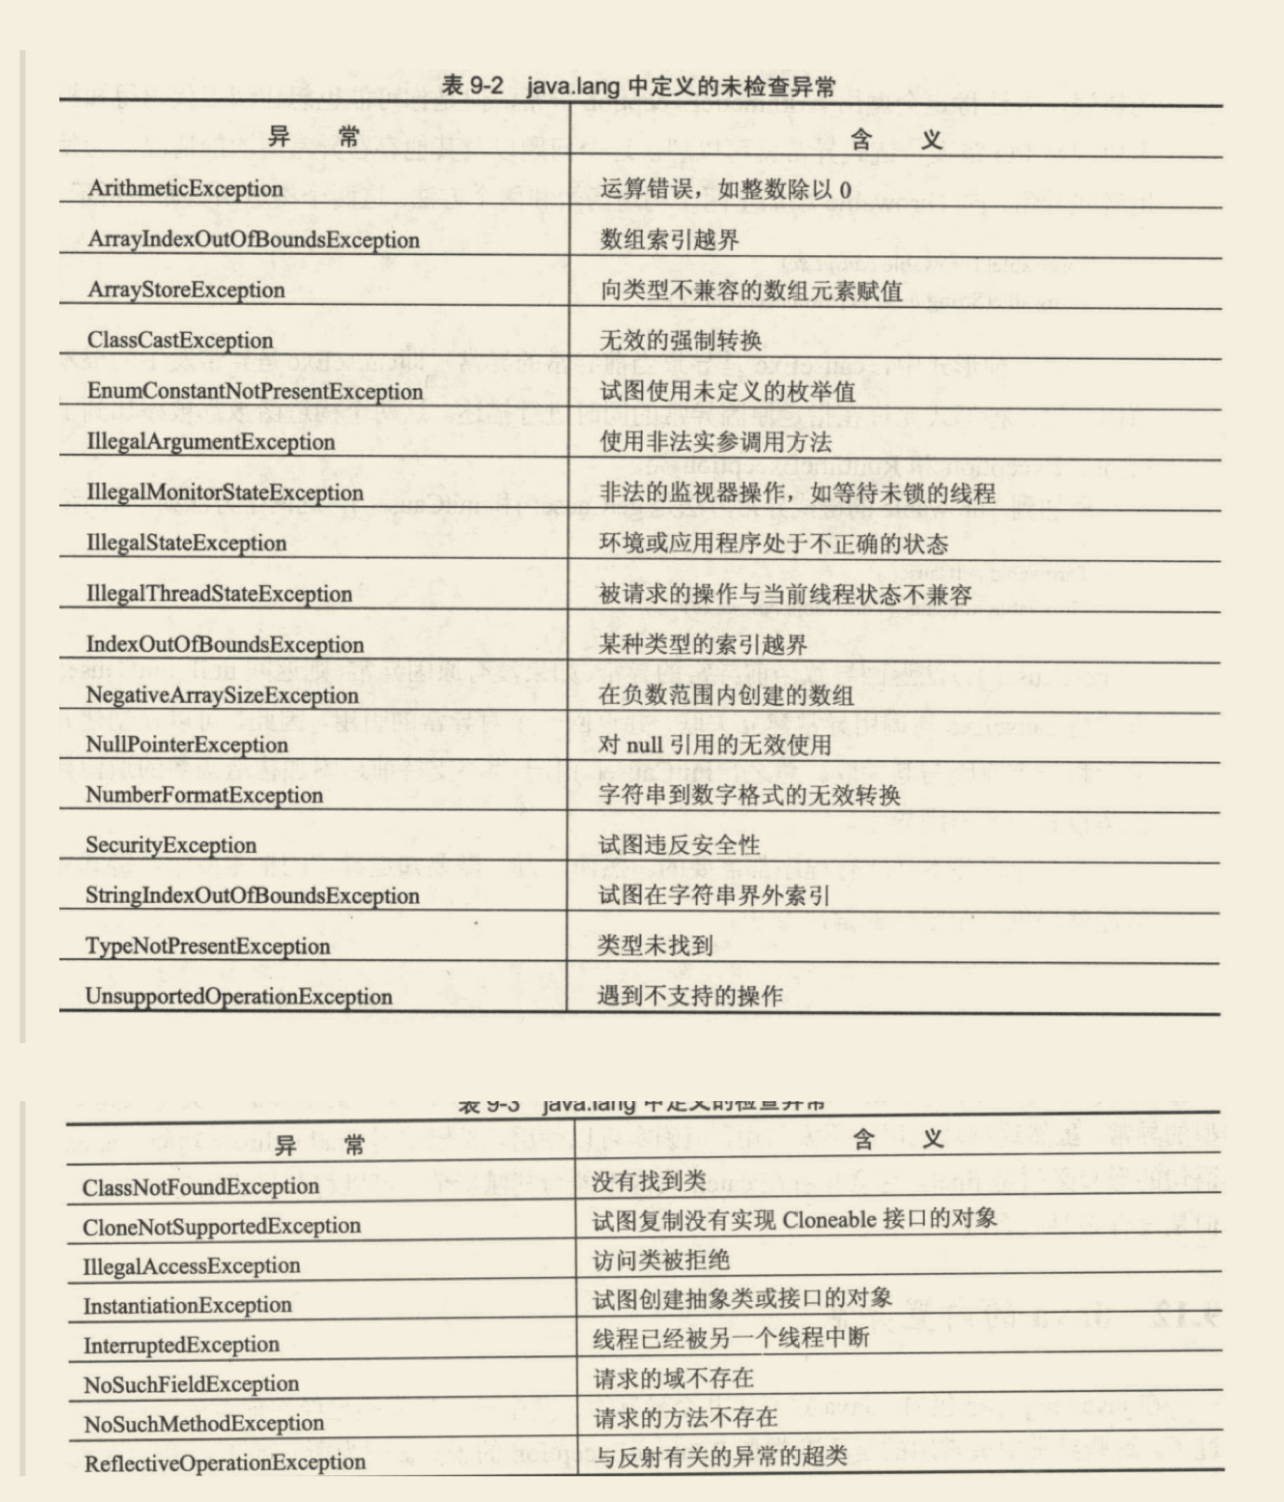 表 9-2 java.lang 中定义的未检查异常
异 常 含 义
ArithmeticException 运算错误，如整数除以 0
ArrayIndexOutOfBoundsException 数组索引越界
ArrayStoreException 向类型不兼容的数组元素赋值
ClassCastException 无效的强制转换
EnumConstantNotPresentException 试图使用未定义的枚举值
IllegalArgumentException 使用非法实参调用方法
IllegalMonitorStateException 非法的监视器操作，如等待未锁的线程
IllegalStateException 环境或应用程序处于不正确的状态
IllegalThreadStateException 被请求的操作与当前线程状态不兼容
IndexOutOfBoundsException 某种类型的索引越界
NegativeArraySizeException 在负数范围内创建的数组
NullPointerException 对 null 引用的无效使用
NumberFormatException 字符串到数字格式的无效转换
SecurityException 试图违反安全性
StringIndexOutOfBoundsException 试图在字符串界外索引
TypeNotPresentException 类型未找到
UnsupportedOperationException 遇到不支持的操作
表 9-3 java.lang 中定义的检查异常
异 常 含 义
ClassNotFoundException 没有找到类
CloneNotSupportedException 试图复制没有实现 Cloneable 接口的对象
IllegalAccessException 访问类被拒绝
InstantiationException 试图创建抽象类或接口的对象
InterruptedException 线程已经被另一个线程中断
NoSuchFieldException 请求的域不存在
NoSuchMethodException 请求的方法不存在
ReflectiveOperationException 与反射有关的异常的超类